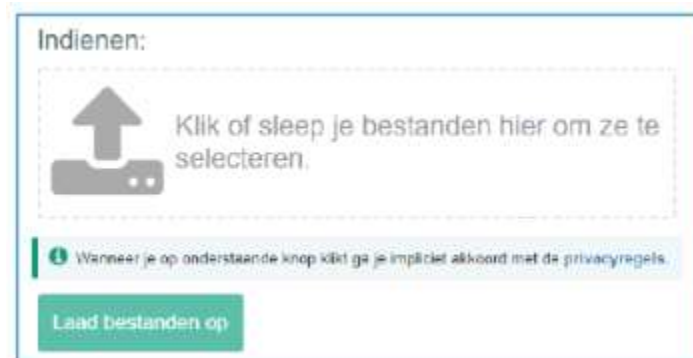 Indienen:
Klik of sleep je bestanden hier om ze te
selecteren.
Wanneer je op onderstaande knop klikt ga je impliciet akkoord met de privacyregels.
Laad bestanden op